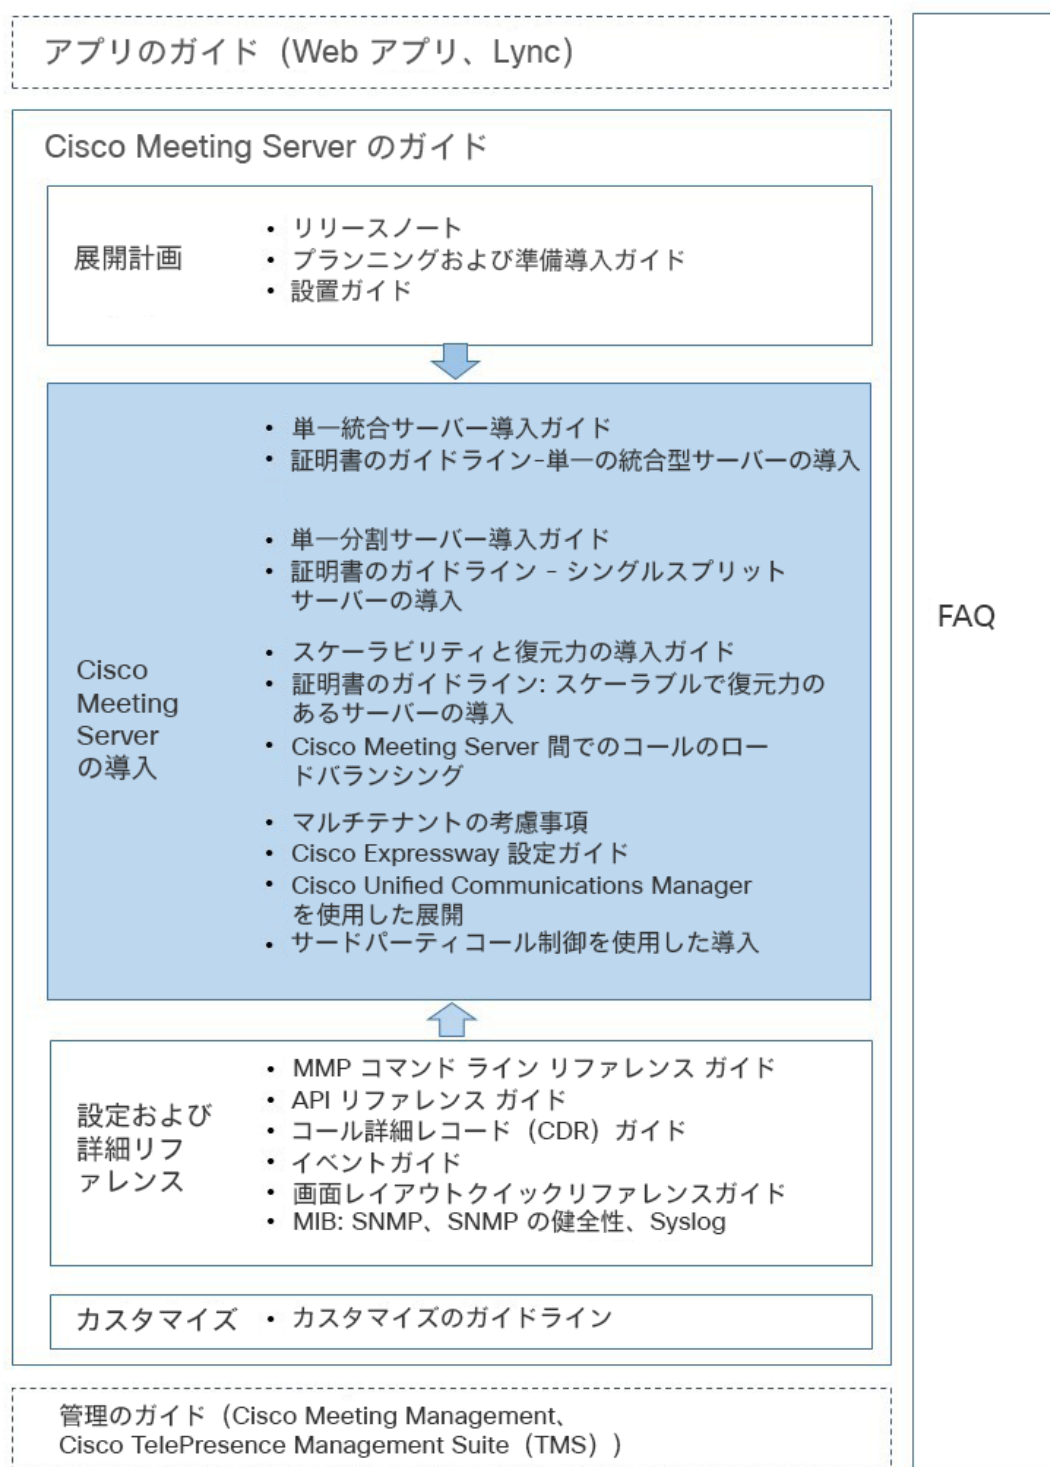 アプリのガイド（Web アプリ、Lync）
Cisco Meeting Server のガイド
展開計画
• リリースノート
• プランニングおよび準備導入ガイド
• 設置ガイド
Cisco
Meeting
Server
の導入
• 単一統合サーバー導入ガイド
• 証明書のガイドライン-単一の統合型サーバーの導入
• 単一分割サーバー導入ガイド
• 証明書のガイドライン - シングルスプリット
サーバーの導入
• スケーラビリティと復元力の導入ガイド
• 証明書のガイドライン: スケーラブルで復元力の
あるサーバーの導入
• Cisco Meeting Server 間でのコールのロー
ドバランシング
• マルチテナントの考慮事項
• Cisco Expressway 設定ガイド
• Cisco Unified Communications Manager
を使用した展開
• サードパーティコール制御を使用した導入
設定および
詳細リフ
ァレンス
• MMP コマンド ライン リファレンス ガイド
• API リファレンス ガイド
• コール詳細レコード（CDR）ガイド
• イベントガイド
• 画面レイアウトクイックリファレンスガイド
• MIB: SNMP、SNMP の健全性、Syslog
カスタマイズ
• カスタマイズのガイドライン
管理のガイド（Cisco Meeting Management、
Cisco TelePresence Management Suite（TMS））
FAQ